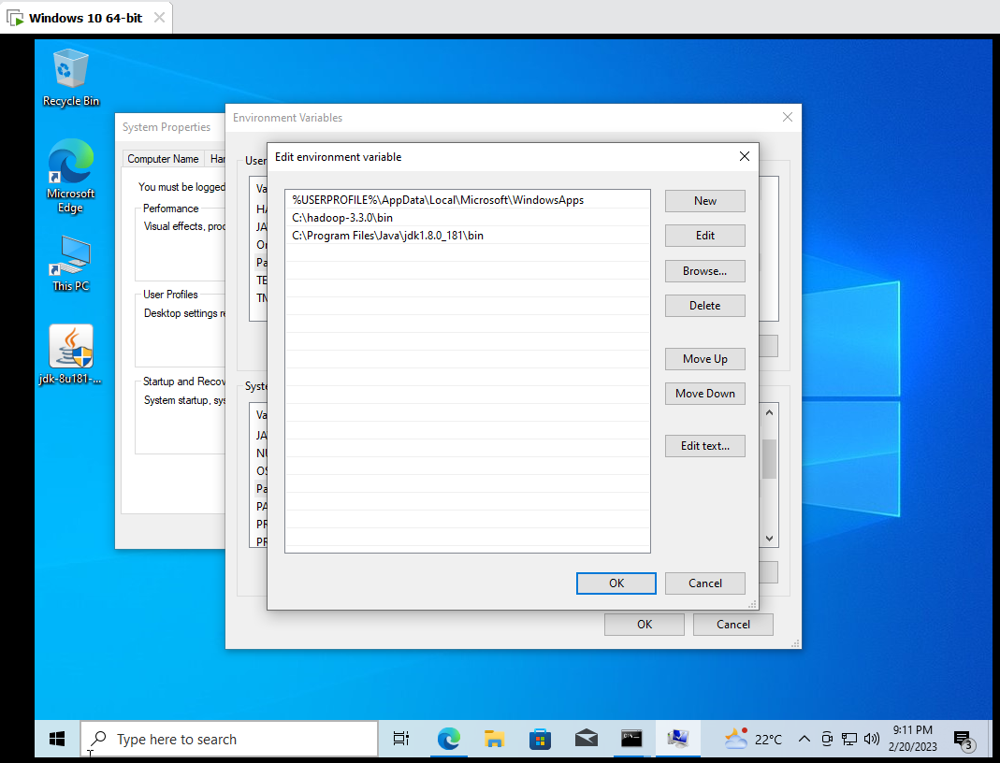 Windows 10 64-bit
Recycle Bin
Microsoft
Edge
This PC
jdk-8u181-...
System Properties
Computer Name
You must be logged
Performance
Visual effects, proc
User Profiles
Desktop settings re
Startup and Recov
System startup, sys
Environment Variables
User
Va
JA
Pa
TE
Syste
Va
JA
NU
OS
Pa
PA
PR
PR
OK
Cancel
Edit environment variable
%USERPROFILE%\AppData\Local\Microsoft\WindowsApps
C:\hadoop-3.3.0\bin
C:\Program Files\Java\jdk1.8.0_181\bin
New
Edit
Browse...
Delete
Move Up
Move Down
Edit text...
OK
Cancel
Type here to search
22°C
9:11 PM
2/20/2023
3